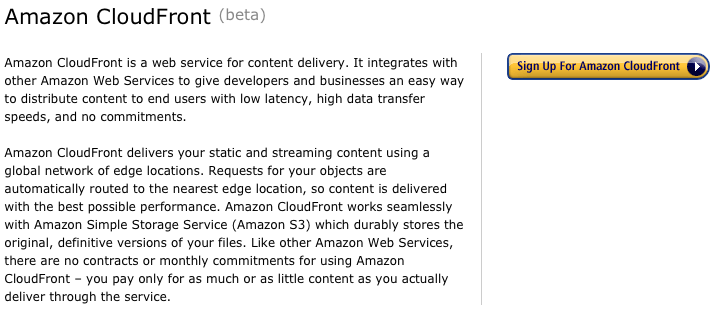 Amazon CloudFront (beta)
Amazon CloudFront is a web service for content delivery. It integrates with
other Amazon Web Services to give developers and businesses an easy way
to distribute content to end users with low latency, high data transfer
speeds, and no commitments.
Amazon CloudFront delivers your static and streaming content using a
global network of edge locations. Requests for your objects are
automatically routed to the nearest edge location, so content is delivered
with the best possible performance. Amazon CloudFront works seamlessly
with Amazon Simple Storage Service (Amazon S3) which durably stores the
original, definitive versions of your files. Like other Amazon Web Services,
there are no contracts or monthly commitments for using Amazon
CloudFront – you pay only for as much or as little content as you actually
deliver through the service.
Sign Up For Amazon CloudFront